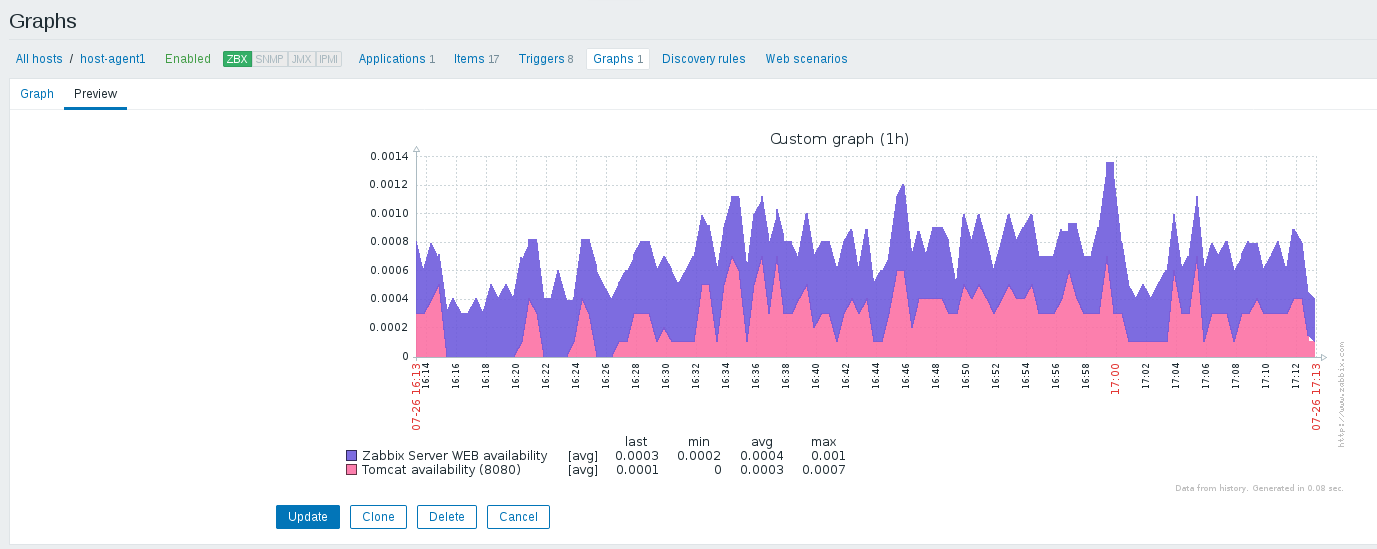 Graphs
All hosts / host-agent1 Enabled ZBX SNMP JMX IPMI Applications 1 Items 17 Triggers 8 Graphs 1 Discovery rules Web scenarios
Graph Preview
Custom graph (1h)
0.0014
0.0012
0.0010
0.0008
0.0006
0.0004
0.0002
0
07-26 16:13 16:14 16:16 16:18 16:20 16:22 16:24 16:26 16:28 16:30 16:32 16:34 16:36 16:38 16:40 16:42 16:44 16:46 16:48 16:50 16:52 16:54 16:56 16:58 17:00 17:02 17:04 17:06 17:08 17:10 17:12 07-26 17:13
http://www.zabbix.com
last min avg max
Zabbix Server WEB availability [avg] 0.0003 0.0002 0.0004 0.001
Tomcat availability (8080) [avg] 0.0001 0 0.0003 0.0007
Data from history. Generated in 0.08 sec.
Update Clone Delete Cancel